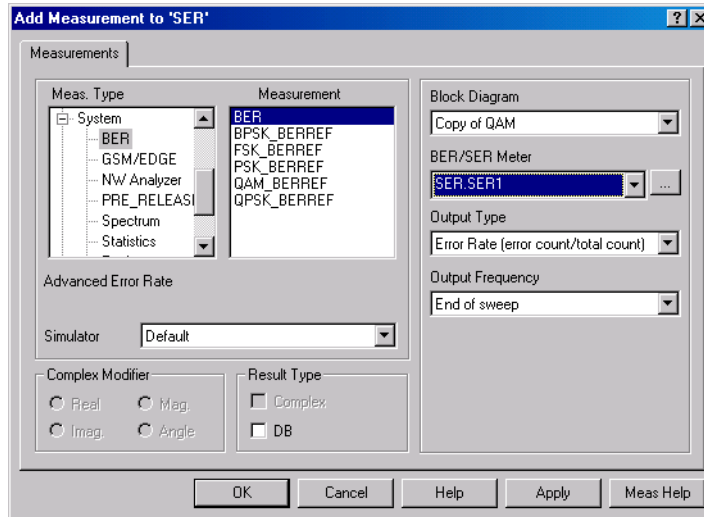 Add Measurement to 'SER'
Measurements
Meas. Type
System
BER
GSM/EDGE
NW Analyzer
PRE_RELEASI
Spectrum
Statistics
Measurement
BER
BPSK_BERREF
FSK_BERREF
PSK_BERREF
QAM_BERREF
QPSK_BERREF
Advanced Error Rate
Simulator
Default
Complex Modifier
Real
Mag.
Imag.
Angle
Result Type
Complex
DB
Block Diagram
Copy of QAM
BER/SER Meter
SER.SER1
...
Output Type
Error Rate (error count/total count)
Output Frequency
End of sweep
OK
Cancel
Help
Apply
Meas Help